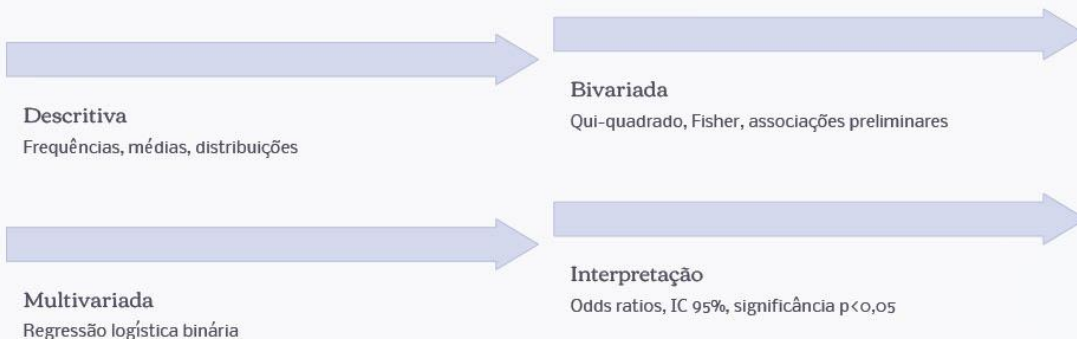 Descritiva
Frequências, médias, distribuições
Bivariada
Qui-quadrado, Fisher, associações preliminares
Multivariada
Regressão logística binária
Interpretação
Odds ratios, IC 95%, significância p<0,05